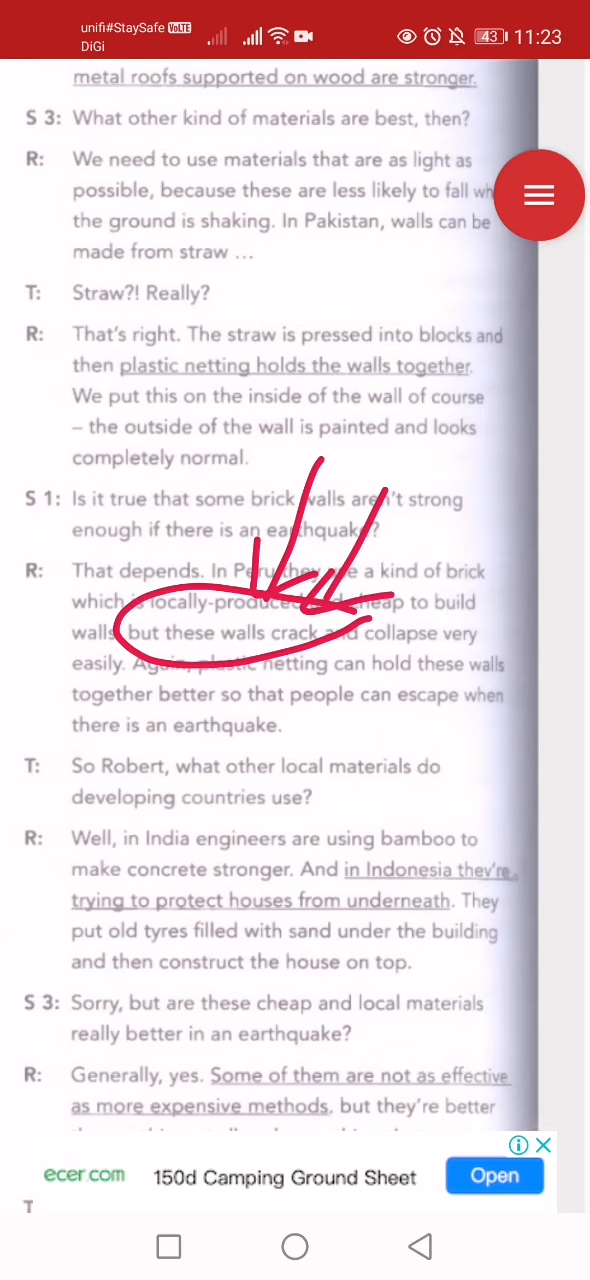 unifi#StaySafe VoLTE
DiGi
43 11:23
metal roofs supported on wood are stronger.
S 3: What other kind of materials are best, then?
R: We need to use materials that are as light as
possible, because these are less likely to fall wh
the ground is shaking. In Pakistan, walls can be
made from straw ...
T: Straw?! Really?
R: That's right. The straw is pressed into blocks and
then plastic netting holds the walls together.
We put this on the inside of the wall of course
– the outside of the wall is painted and looks
completely normal.
S 1: Is it true that some brick walls aren't strong
enough if there is an earthquake?
R: That depends. In Peru they use a kind of brick
which is locally-produced and cheap to build
walls, but these walls crack and collapse very
easily. Again, plastic netting can hold these walls
together better so that people can escape when
there is an earthquake.
T: So Robert, what other local materials do
developing countries use?
R: Well, in India engineers are using bamboo to
make concrete stronger. And in Indonesia they're
trying to protect houses from underneath. They
put old tyres filled with sand under the building
and then construct the house on top.
S 3: Sorry, but are these cheap and local materials
really better in an earthquake?
R: Generally, yes. Some of them are not as effective
as more expensive methods, but they're better
ecer.com 150d Camping Ground Sheet Open
T